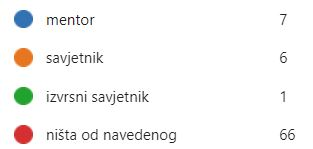 mentor 7
savjetnik 6
izvrsni savjetnik 1
ništa od navedenog 66